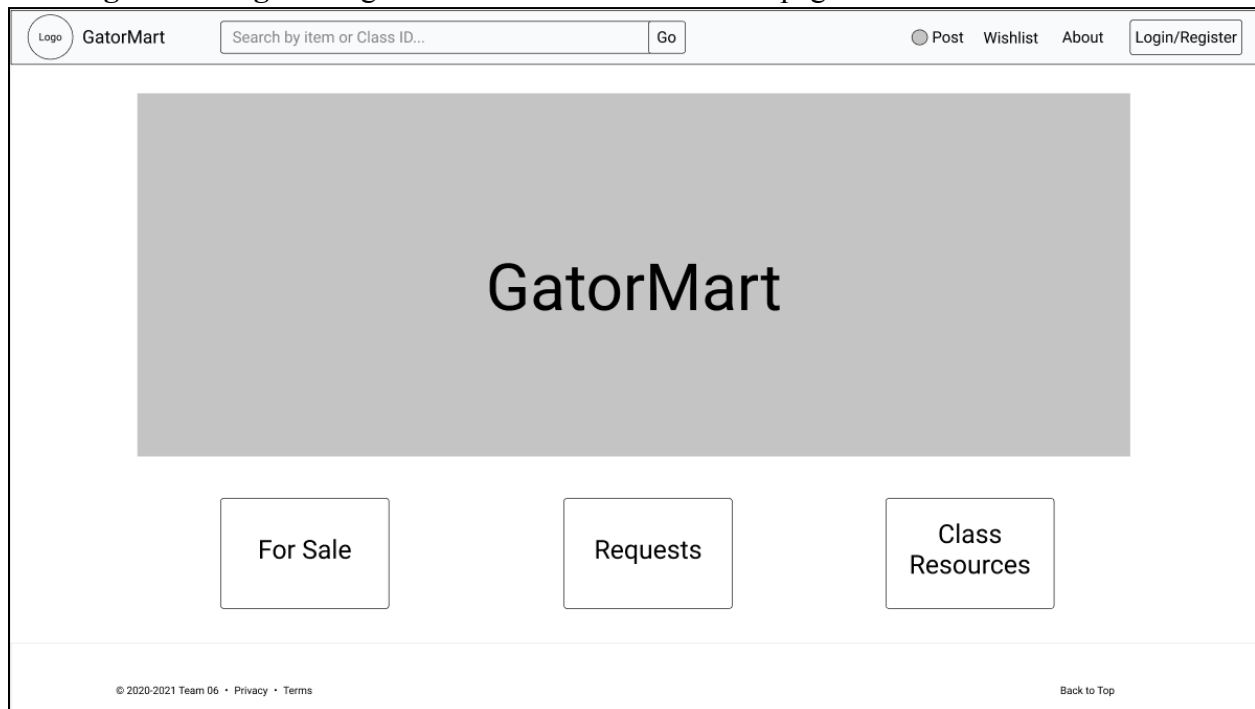 Logo GatorMart Search by item or Class ID... Go Post Wishlist About Login/Register
GatorMart
For Sale Requests Class
Resources
© 2020-2021 Team 06 • Privacy • Terms Back to Top